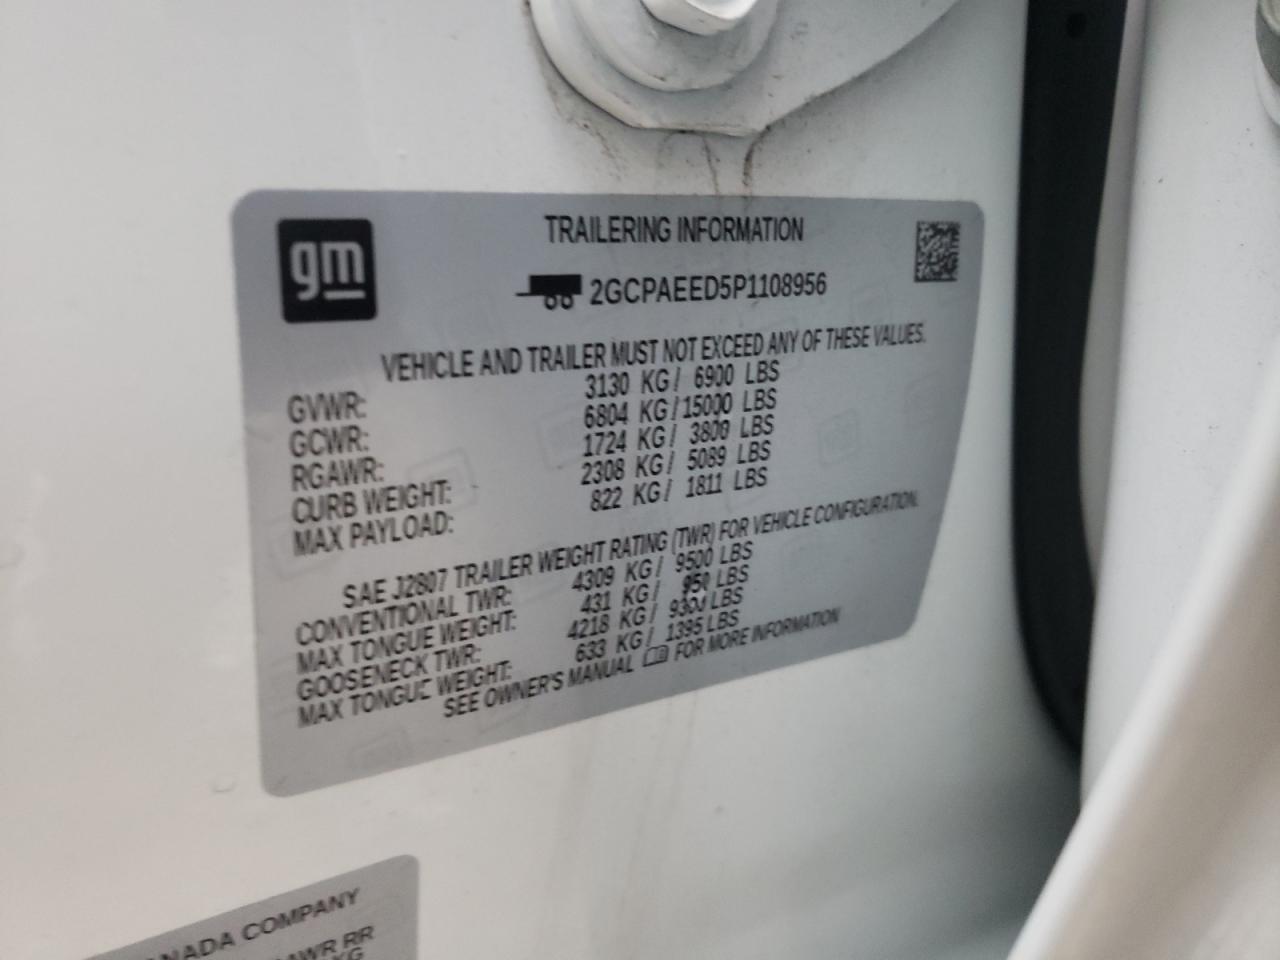 gm
TRAILERING INFORMATION
2GCPAEED5P1108956
VEHICLE AND TRAILER MUST NOT EXCEED ANY OF THESE VALUES.
GVWR: 3130 KG/ 6900 LBS
GCWR: 6804 KG/15000 LBS
RGAWR: 1724 KG/ 3800 LBS
CURB WEIGHT: 2308 KG/ 5089 LBS
MAX PAYLOAD: 822 KG/ 1811 LBS
SAE J2807 TRAILER WEIGHT RATING (TWR) FOR VEHICLE CONFIGURATION.
CONVENTIONAL TWR: 4309 KG/ 9500 LBS
MAX TONGUE WEIGHT: 431 KG/ 950 LBS
GOOSENECK TWR: 4218 KG/ 9300 LBS
MAX TONGUE WEIGHT: 633 KG/ 1395 LBS
SEE OWNER'S MANUAL FOR MORE INFORMATION
COMPANY
RR
KG